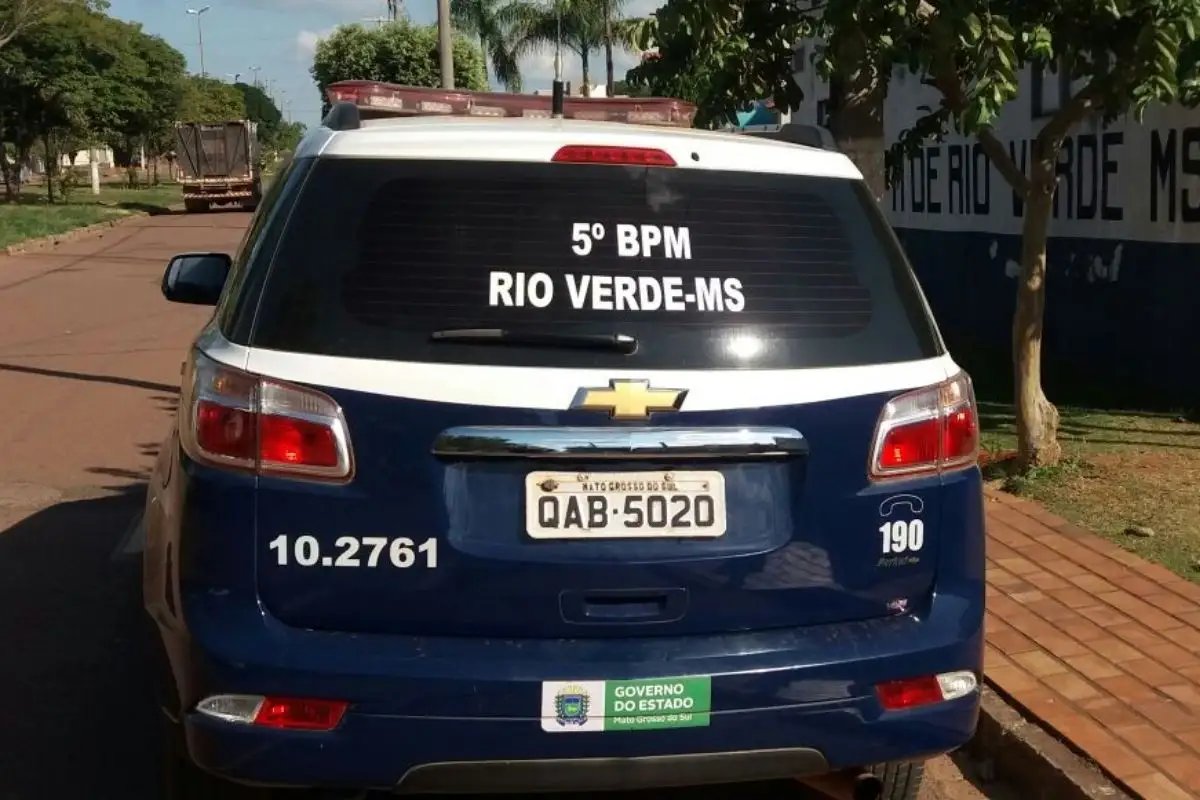 5º BPM
RIO VERDE-MS
DE RIO VERDE MS
MATO GROSSO DO SUL
QAB·5020
10.2761
190
GOVERNO
DO ESTADO
Mato Grosso do Sul